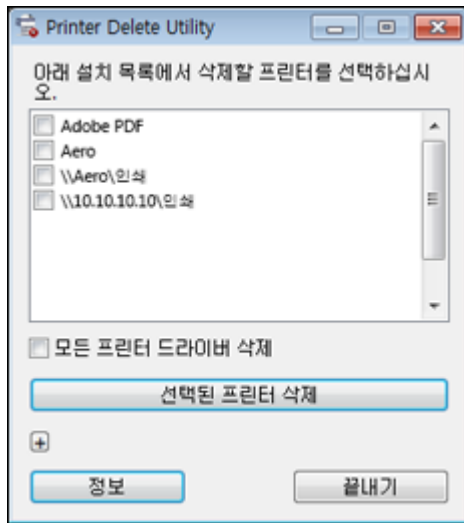 Printer Delete Utility
아래 설치 목록에서 삭제할 프린터를 선택하십시
오.
Adobe PDF
Aero
\\Aero\인쇄
\\10.10.10.10\인쇄
모든 프린터 드라이버 삭제
선택된 프린터 삭제
정보
끝내기